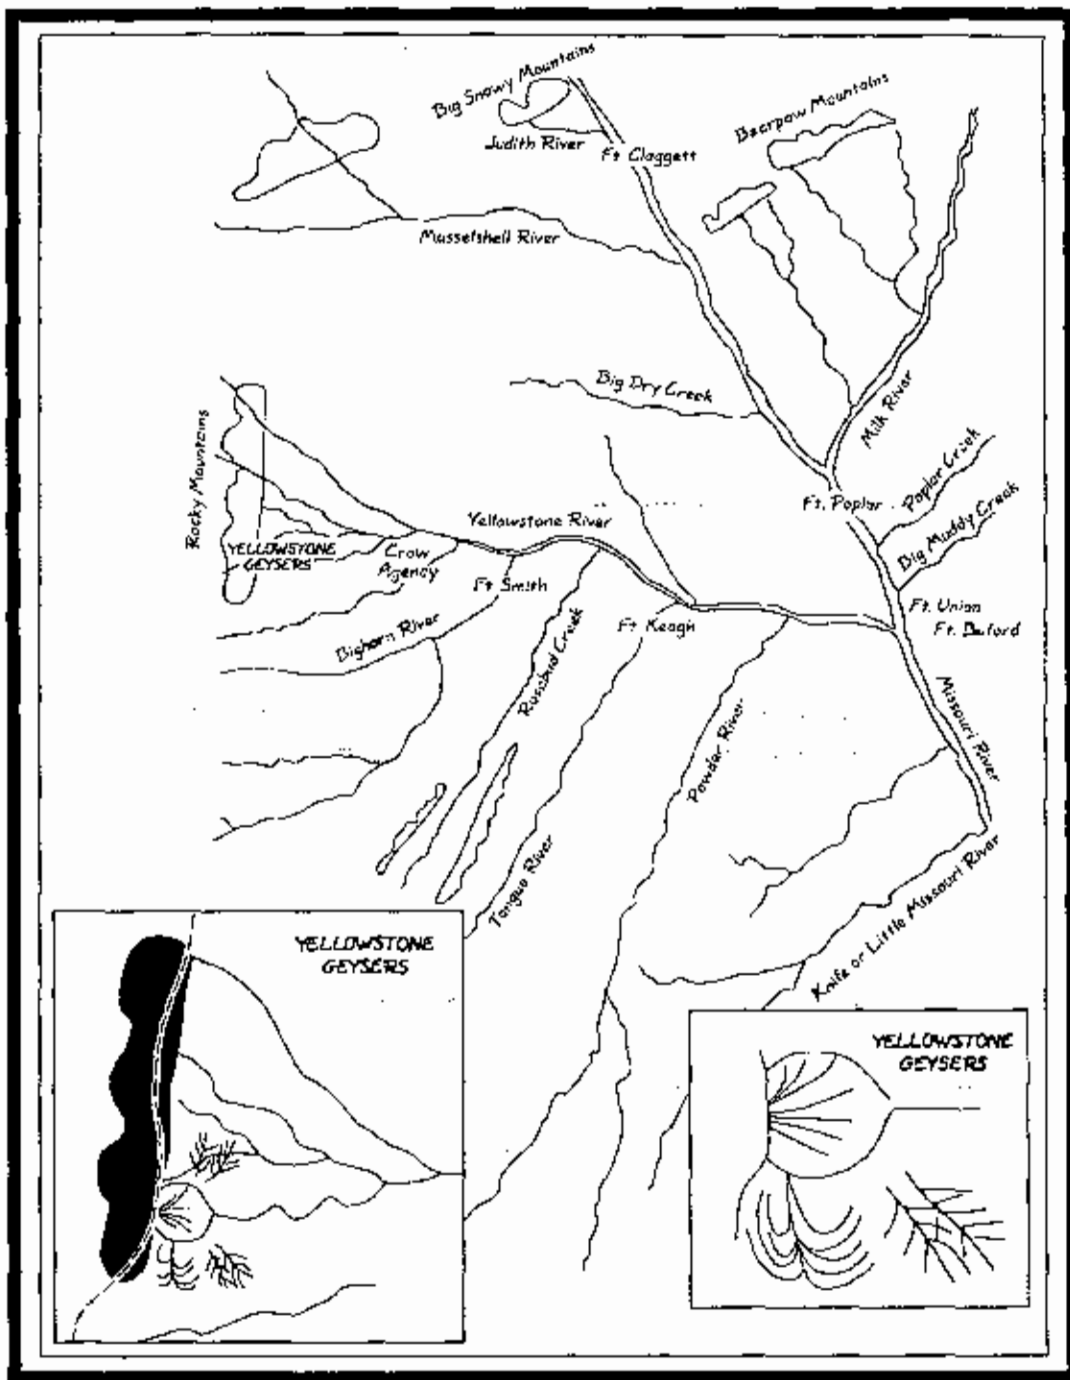 Big Snowy Mountains
Bearpaw Mountains
Judith River
Ft. Claggett
Musselshell River
Big Dry Creek
Milk River
Rocky Mountains
Poplar Creek
Ft. Poplar
Big Muddy Creek
Yellowstone River
YELLOWSTONE
GEYSERS
Crow
Agency
Ft. Smith
Ft. Union
Ft. Buford
Ft. Keogh
Bighorn River
Rosebud Creek
Missouri River
Powder River
Tongue River
Knife or Little Missouri River
YELLOWSTONE
GEYSERS
YELLOWSTONE
GEYSERS